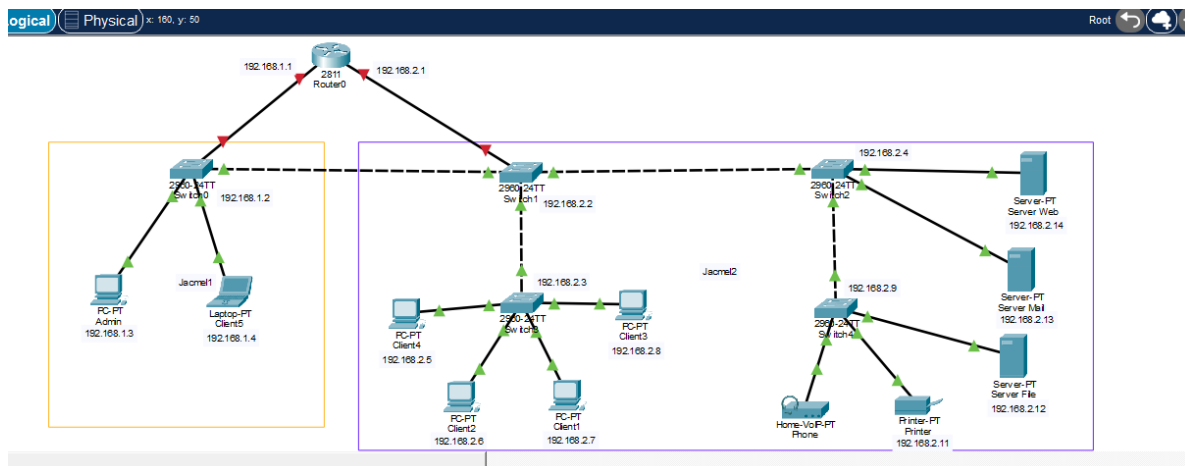 ogical Physical x: 160, y: 50 Root
192.168.1.1
2811
Router0
192.168.2.1
2960-24TT
Switch0
192.168.1.2
2960-24TT
Switch1
192.168.2.2
192.168.2.4
2960-24TT
Switch2
Server-PT
Server Web
192.168.2.14
Jacmel1
PC-PT
Admin
192.168.1.3
Laptop-PT
Client5
192.168.1.4
192.168.2.3
2960-24TT
Switch3
PC-PT
Client4
192.168.2.5
PC-PT
Client3
192.168.2.8
PC-PT
Client2
192.168.2.6
PC-PT
Client1
192.168.2.7
Jacmel2
192.168.2.9
2960-24TT
Switch4
Server-PT
Server Mail
192.168.2.13
Server-PT
Server File
192.168.2.12
Home-VoIP-PT
Phone
Printer-PT
Printer
192.168.2.11